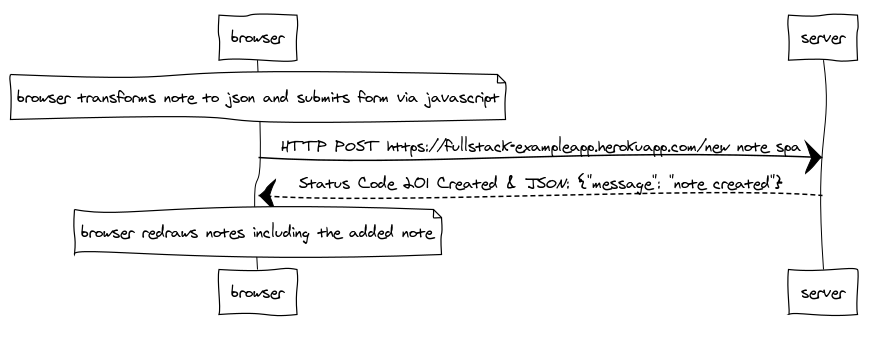 browser server
browser transforms note to json and submits form via javascript
HTTP POST https://fullstack-exampleapp.herokuapp.com/new note spa
Status Code 201 Created & JSON: {"message": "note created"}
browser redraws notes including the added note
browser server